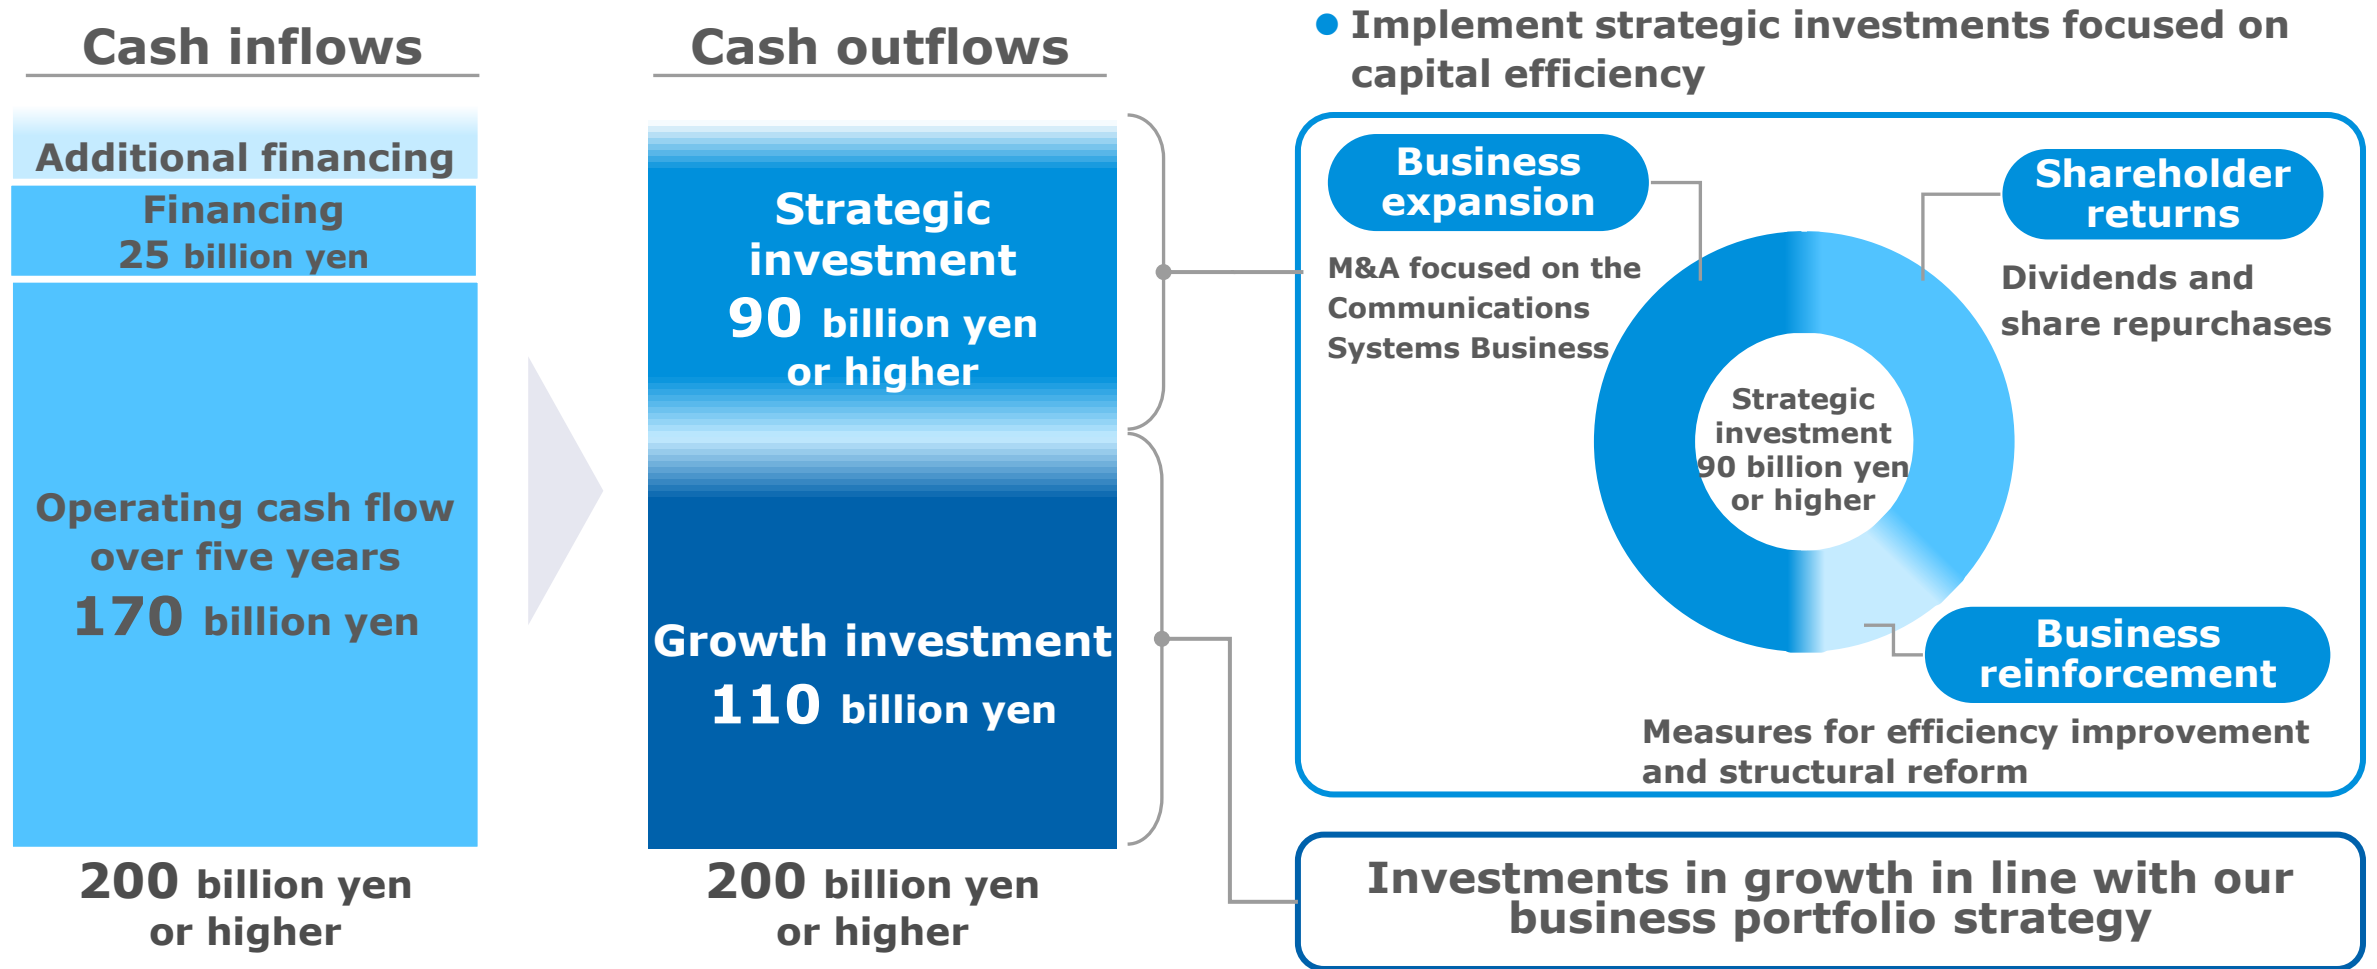 Cash inflows
Additional financing
Financing
25 billion yen
Operating cash flow
over five years
170 billion yen
200 billion yen
or higher
Cash outflows
Strategic
investment
90 billion yen
or higher
Growth investment
110 billion yen
200 billion yen
or higher
● Implement strategic investments focused on
capital efficiency
Business
expansion
M&A focused on the
Communications
Systems Business
Shareholder
returns
Dividends and
share repurchases
Strategic
investment
90 billion yen
or higher
Business
reinforcement
Measures for efficiency improvement
and structural reform
Investments in growth in line with our
business portfolio strategy